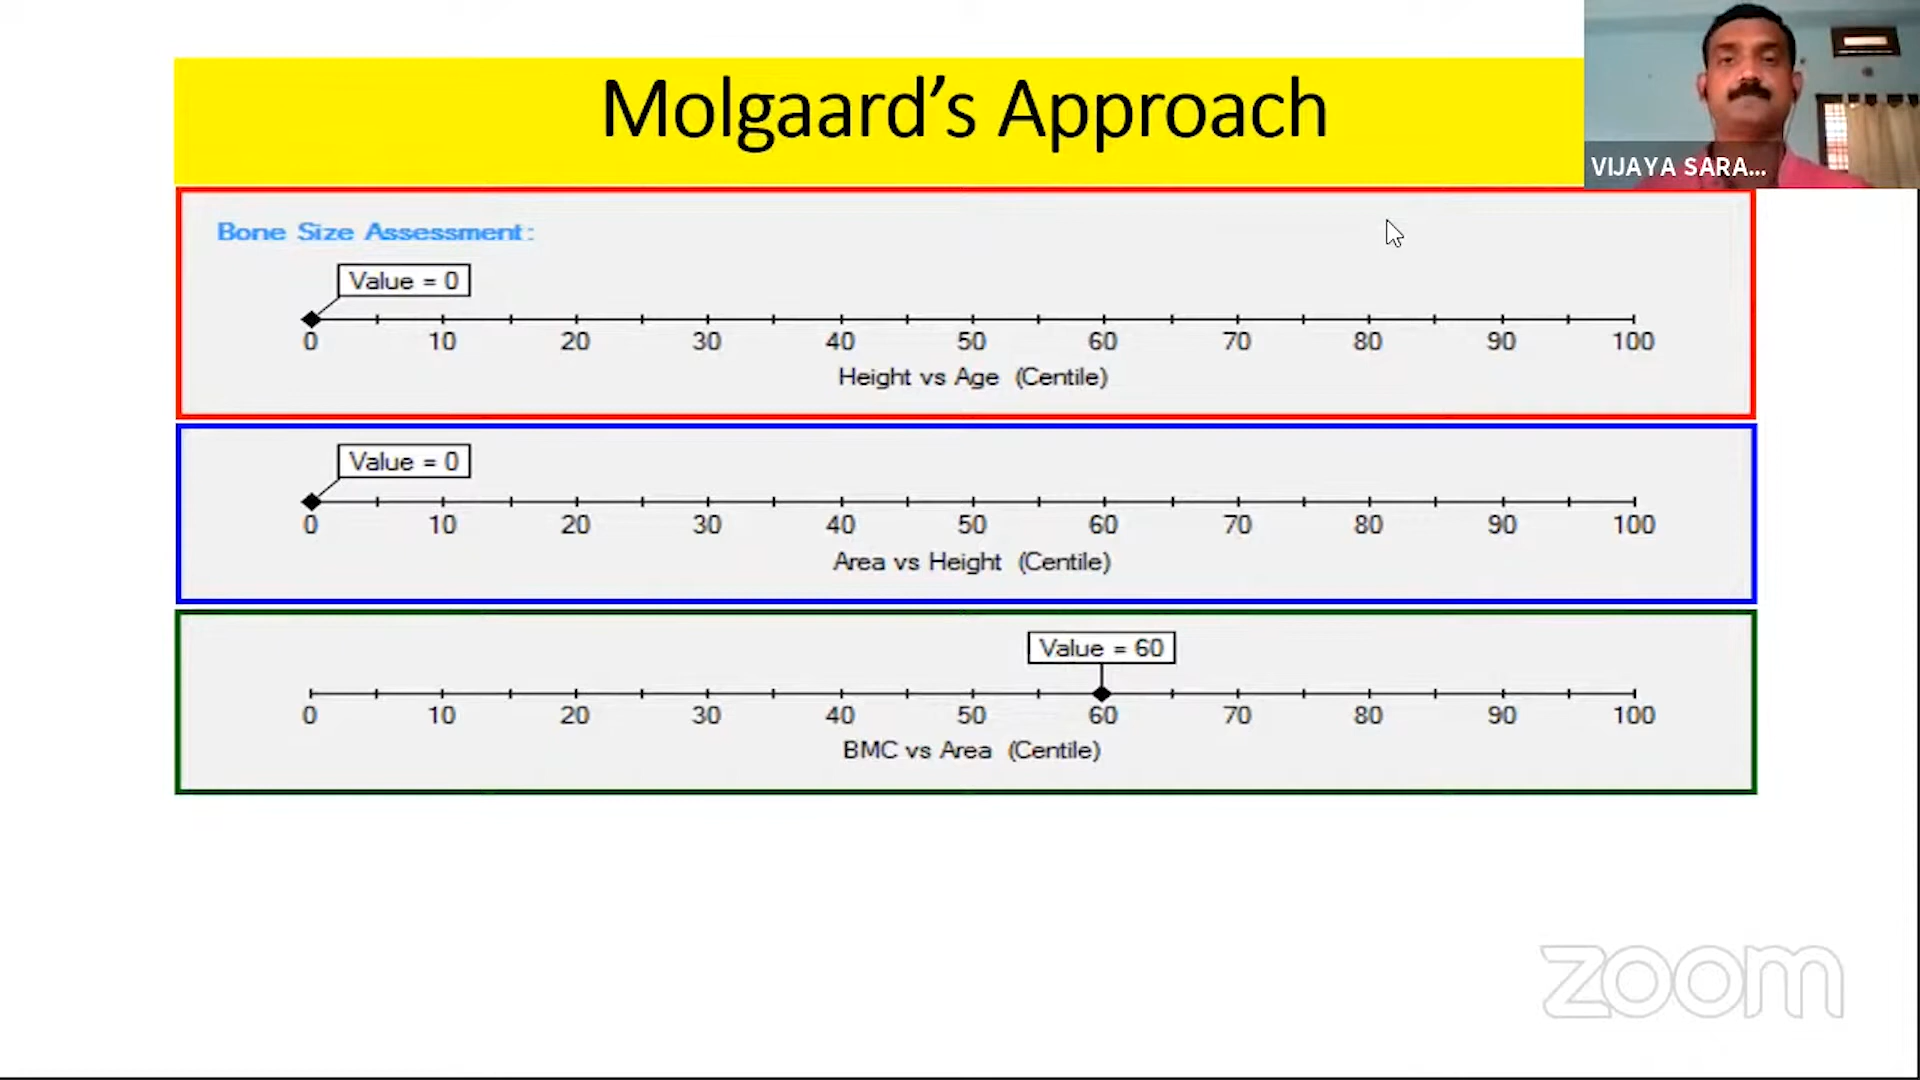 Molgaard’s Approach
VIJAYA SARA...
Bone Size Assessment:
Value = 0
0 10 20 30 40 50 60 70 80 90 100
Height vs Age (Centile)
Value = 0
0 10 20 30 40 50 60 70 80 90 100
Area vs Height (Centile)
Value = 60
0 10 20 30 40 50 60 70 80 90 100
BMC vs Area (Centile)
zoom